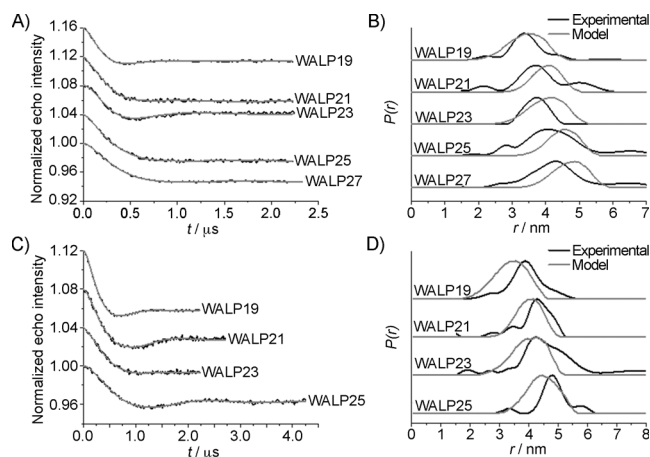 A)
Normalized echo intensity
1.16
1.12
1.08
1.04
1.00
0.96
0.92
WALP19
WALP21
WALP23
WALP25
WALP27
0.0 0.5 1.0 1.5 2.0 2.5
t / μs
B)
P(r)
Experimental
Model
WALP19
WALP21
WALP23
WALP25
WALP27
0 1 2 3 4 5 6 7
r / nm
C)
Normalized echo intensity
1.12
1.08
1.04
1.00
0.96
WALP19
WALP21
WALP23
WALP25
0.0 1.0 2.0 3.0 4.0
t / μs
D)
P(r)
Experimental
Model
WALP19
WALP21
WALP23
WALP25
0 1 2 3 4 5 6 7 8
r / nm